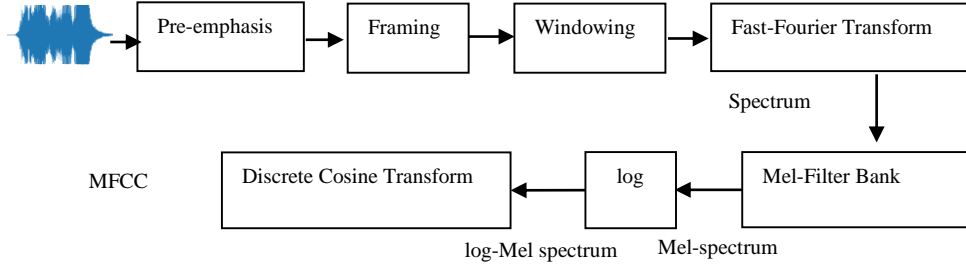 Pre-emphasis
Framing
Windowing
Fast-Fourier Transform
Spectrum
MFCC
Discrete Cosine Transform
log
Mel-Filter Bank
log-Mel spectrum
Mel-spectrum